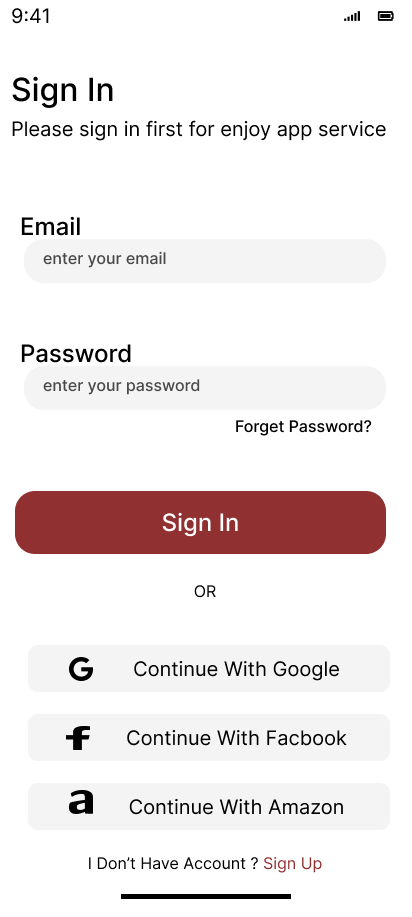 9:41
Sign In
Please sign in first for enjoy app service
Email
enter your email
Password
enter your password
Forget Password?
Sign In
OR
G Continue With Google
f Continue With Facbook
a Continue With Amazon
I Don’t Have Account ? Sign Up